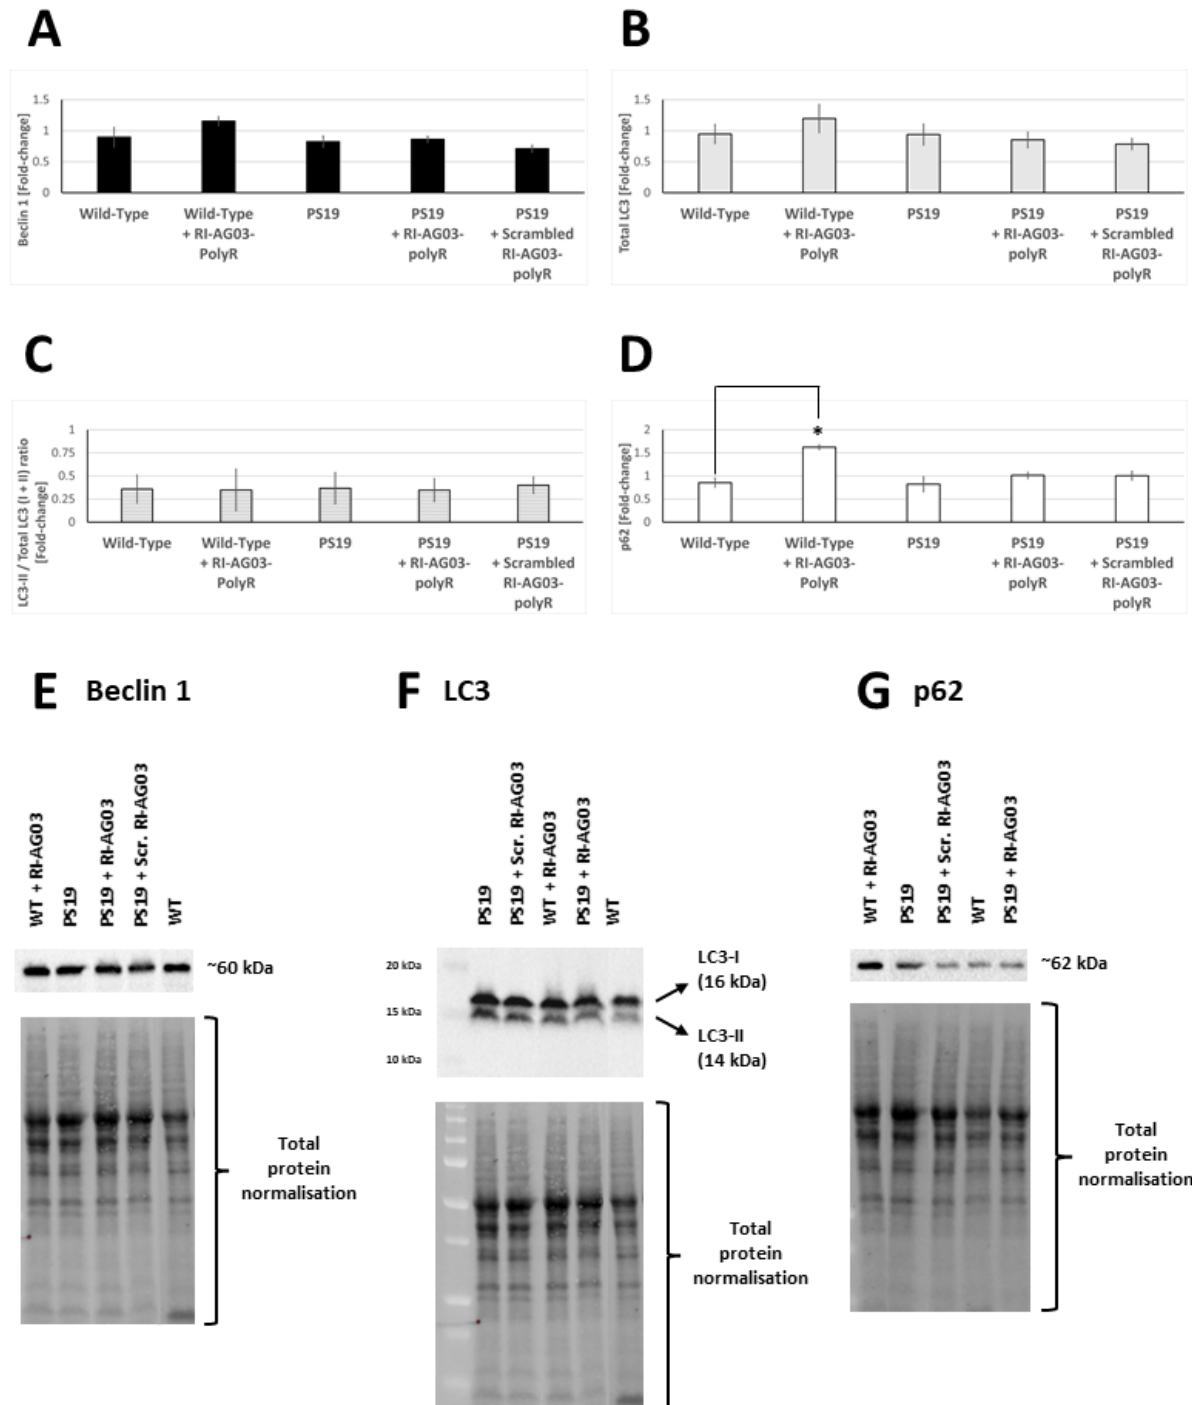 A
Beclin 1 [Fold-change]
1.5
1
0.5
0
Wild-Type
Wild-Type
+ RI-AG03-
PolyR
PS19
PS19
+ RI-AG03-
polyR
PS19
+ Scrambled
RI-AG03-
polyR
B
Total LC3 [Fold-change]
1.5
1
0.5
0
Wild-Type
Wild-Type
+ RI-AG03-
PolyR
PS19
PS19
+ RI-AG03-
polyR
PS19
+ Scrambled
RI-AG03-
polyR
C
LC3-II / Total LC3 (I + II) ratio
[Fold-change]
1
0.75
0.5
0.25
0
Wild-Type
Wild-Type
+ RI-AG03-
PolyR
PS19
PS19
+ RI-AG03-
polyR
PS19
+ Scrambled
RI-AG03-
polyR
D
p62 [Fold-change]
2
1.5
1
0.5
0
*
Wild-Type
Wild-Type
+ RI-AG03-
PolyR
PS19
PS19
+ RI-AG03-
polyR
PS19
+ Scrambled
RI-AG03-
polyR
E Beclin 1
WT + RI-AG03
PS19
PS19 + RI-AG03
PS19 + Scr. RI-AG03
WT
~60 kDa
Total
protein
normalisation
F LC3
PS19
PS19 + Scr. RI-AG03
WT + RI-AG03
PS19 + RI-AG03
WT
20 kDa
15 kDa
10 kDa
LC3-I
(16 kDa)
LC3-II
(14 kDa)
Total
protein
normalisation
G p62
WT + RI-AG03
PS19
PS19 + Scr. RI-AG03
WT
PS19 + RI-AG03
~62 kDa
Total
protein
normalisation